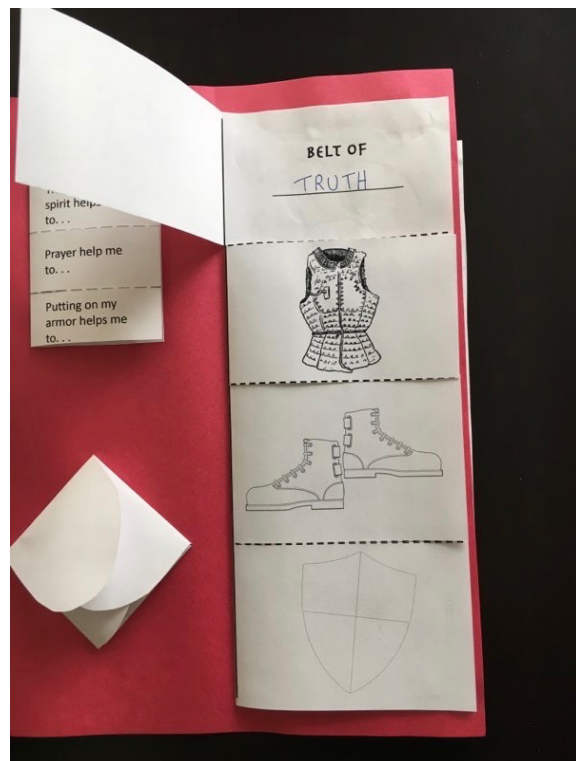 BELT OF
TRUTH
spirit helps
to. . .
Prayer help me
to. . .
Putting on my
armor helps me
to. . .